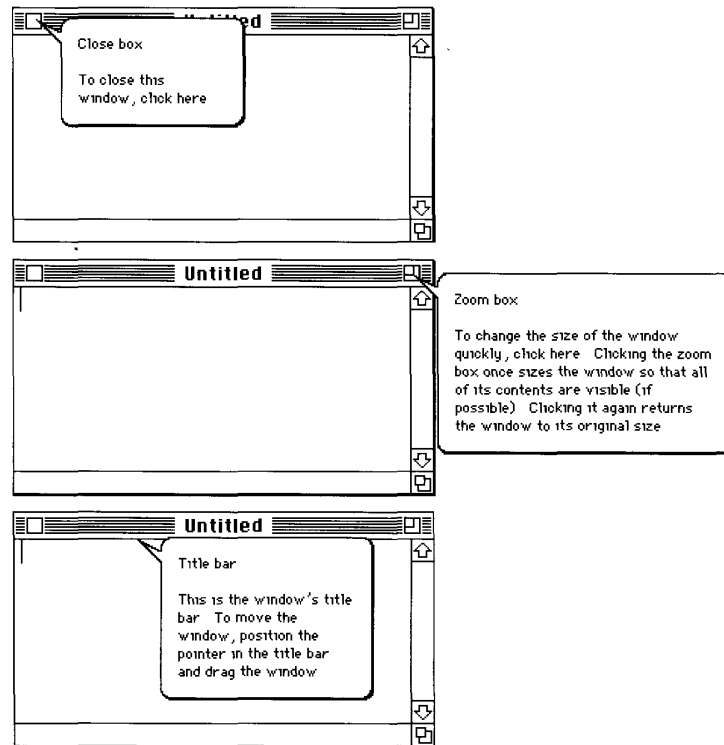 Untitled
Close box
To close this
window, click here
Untitled
Zoom box
To change the size of the window
quickly, click here Clicking the zoom
box once sizes the window so that all
of its contents are visible (if
possible) Clicking it again returns
the window to its original size
Untitled
Title bar
This is the window's title
bar To move the
window, position the
pointer in the title bar
and drag the window